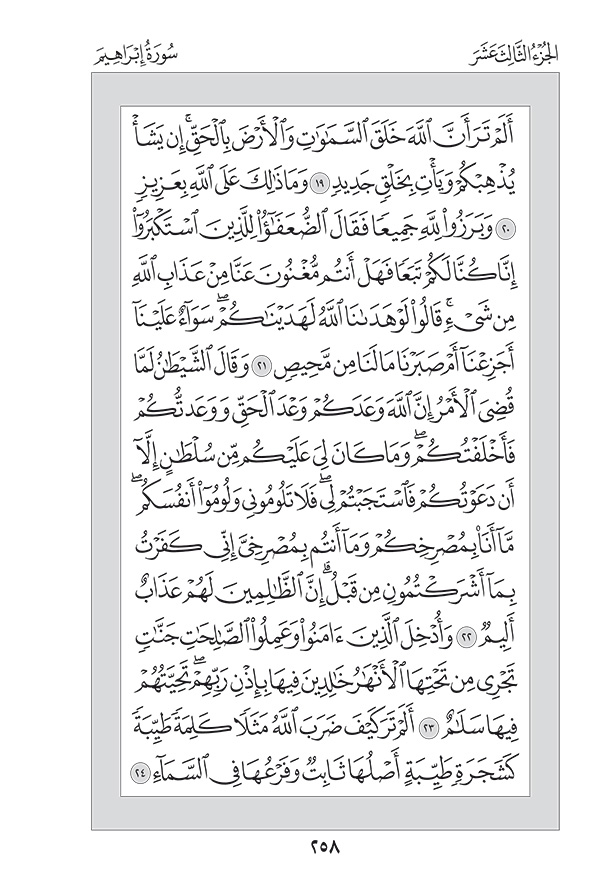 الجُزْءُ الثَّالِثَ عَشَرَ
سُورَةُ إِبْرَاهِيمَ
أَلَمْ تَرَ أَنَّ ٱللَّهَ خَلَقَ ٱلسَّمَٰوَٰتِ وَٱلْأَرْضَ بِٱلْحَقِّۚ إِن يَشَأْ
يُذْهِبْكُمْ وَيَأْتِ بِخَلْقٖ جَدِيدٖ ١٩ وَمَا ذَٰلِكَ عَلَى ٱللَّهِ بِعَزِيزٖ
٢٠ وَبَرَزُوا۟ لِلَّهِ جَمِيعٗا فَقَالَ ٱلضُّعَفَٰٓؤُا۟ لِلَّذِينَ ٱسْتَكْبَرُوٓا۟
إِنَّا كُنَّا لَكُمْ تَبَعٗا فَهَلْ أَنتُم مُّغْنُونَ عَنَّا مِنْ عَذَابِ ٱللَّهِ
مِن شَىْءٖۚ قَالُوا۟ لَوْ هَدَىٰنَا ٱللَّهُ لَهَدَيْنَٰكُمْۖ سَوَآءٌ عَلَيْنَآ
أَجَزِعْنَآ أَمْ صَبَرْنَا مَا لَنَا مِن مَّحِيصٖ ٢١ وَقَالَ ٱلشَّيْطَٰنُ لَمَّا
قُضِىَ ٱلْأَمْرُ إِنَّ ٱللَّهَ وَعَدَكُمْ وَعْدَ ٱلْحَقِّ وَوَعَدتُّكُمْ
فَأَخْلَفْتُكُمْۖ وَمَا كَانَ لِىَ عَلَيْكُم مِّن سُلْطَٰنٍ إِلَّآ
أَن دَعَوْتُكُمْ فَٱسْتَجَبْتُمْ لِىۖ فَلَا تَلُومُونِى وَلُومُوٓا۟ أَنفُسَكُمۖ
مَّآ أَنَا۠ بِمُصْرِخِكُمْ وَمَآ أَنتُم بِمُصْرِخِىَّ إِنِّى كَفَرْتُ
بِمَآ أَشْرَكْتُمُونِ مِن قَبْلُۗ إِنَّ ٱلظَّٰلِمِينَ لَهُمْ عَذَابٌ
أَلِيمٞ ٢٢ وَأُدْخِلَ ٱلَّذِينَ ءَامَنُوا۟ وَعَمِلُوا۟ ٱلصَّٰلِحَٰتِ جَنَّٰتٖ
تَجْرِى مِن تَحْتِهَا ٱلْأَنْهَٰرُ خَٰلِدِينَ فِيهَا بِإِذْنِ رَبِّهِمْۖ تَحِيَّتُهُمْ
فِيهَا سَلَٰمٌ ٢٣ أَلَمْ تَرَ كَيْفَ ضَرَبَ ٱللَّهُ مَثَلٗا كَلِمَةٗ طَيِّبَةٗ
كَشَجَرَةٖ طَيِّبَةٍ أَصْلُهَا ثَابِتٞ وَفَرْعُهَا فِى ٱلسَّمَآءِ ٢٤
٢٥٨